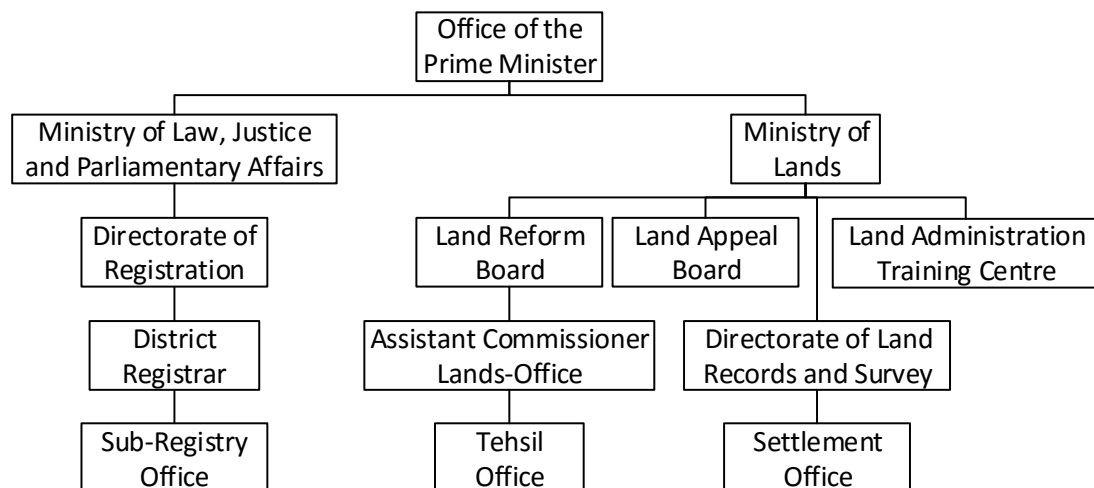 Office of the
Prime Minister
Ministry of Law, Justice
and Parliamentary Affairs
Ministry of
Lands
Directorate of
Registration
Land Reform
Board
Land Appeal
Board
Land Administration
Training Centre
District
Registrar
Assistant Commissioner
Lands-Office
Directorate of Land
Records and Survey
Sub-Registry
Office
Tehsil
Office
Settlement
Office